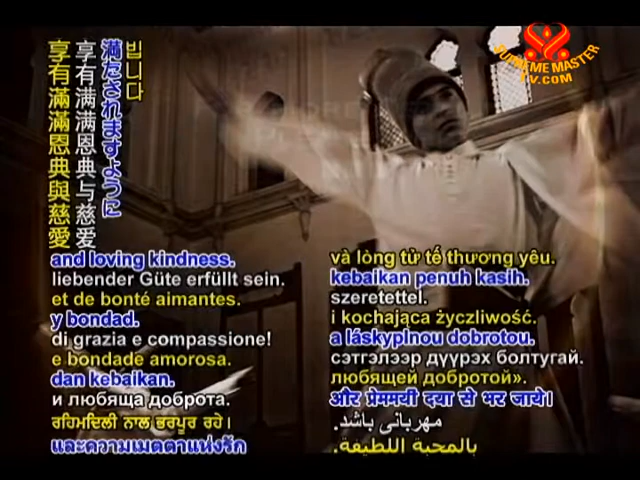 SUPREME MASTER
TV.COM
빕니다
満たされますように
享有满满恩典与慈爱
享有滿滿恩典與慈愛
and loving kindness.
liebender Güte erfüllt sein.
et de bonté aimantes.
y bondad.
di grazia e compassione!
e bondade amorosa.
dan kebaikan.
и любяща доброта.
ਰਹਿਮਦਿਲੀ ਨਾਲ ਭਰਪੂਰ ਰਹੇ।
และความเมตตาแห่งรัก
và lòng từ tế thương yêu.
kebaikan penuh kasih.
szeretettel.
i kochająca życzliwość.
a láskyplnou dobrotou.
сэтгэлээр дүүрэх болтугай.
любящей добротой».
और प्रेममयी दया से भर जाये।
مهربانی باشد.
بالمحبة اللطيفة.